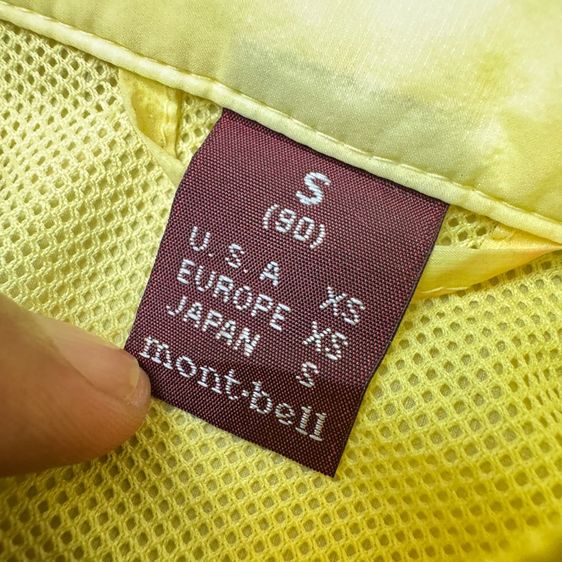 S
(90)
U.S.A XS
EUROPE XS
JAPAN S
mont-bell